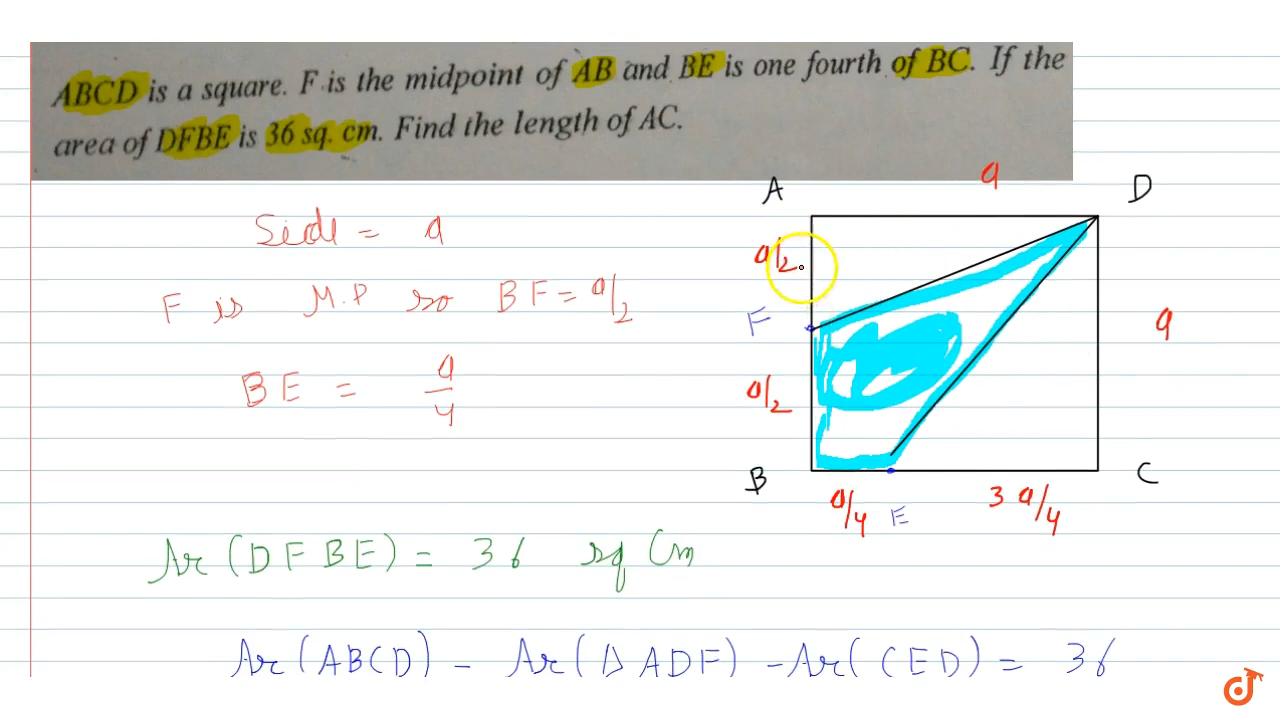 ABCD is a square. F is the midpoint of AB and BE is one fourth of BC. If the
area of DFBE is 36 sq. cm. Find the length of AC.
Side = a
F is M.P so BF = a/2
BE = a/4
Ar (DFBE) = 36 sq Cm
Ar (ABCD) - Ar (Δ ADF) - Ar (CED) = 36
A
a
D
a/2
F
a
a/2
B
C
a/4
E
3 a/4